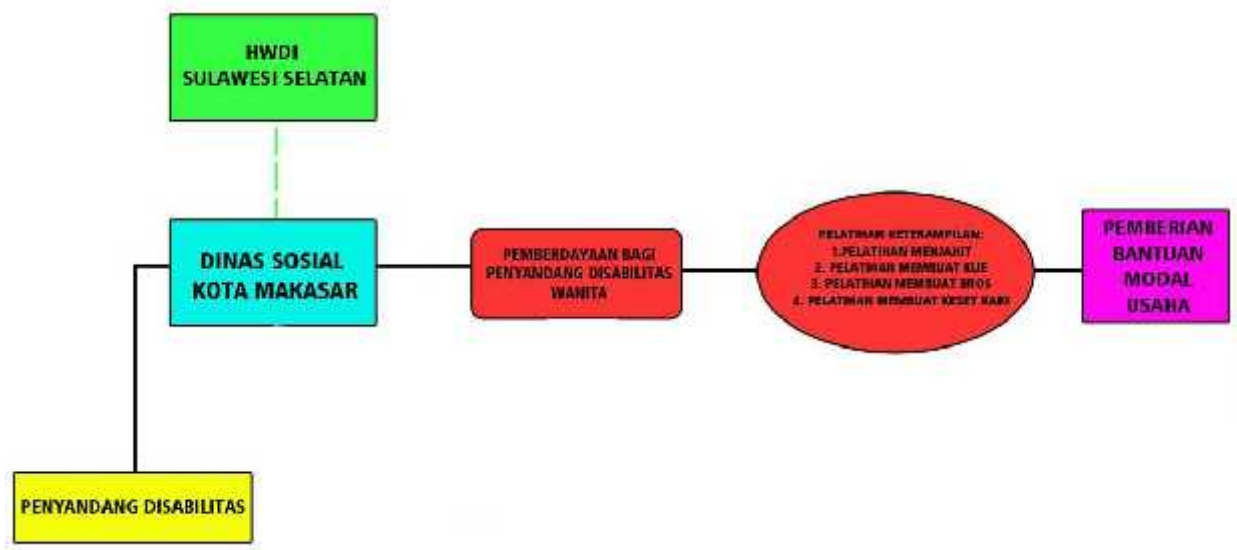 HWDI
SULAWESI SELATAN
DINAS SOSIAL
KOTA MAKASAR
PEMBERDAYAAN BAGI
PENYANDANG DISABILITAS
WANITA
PELATIHAN KETERAMPILAN:
1.PELATIHAN MENJAHIT
2. PELATIHAN MEMBUAT KUE
3. PELATIHAN MEMBUAT BROS
4. PELATIHAN MEMBUAT KESET KAKI
PEMBERIAN
BANTUAN
MODAL
USAHA
PENYANDANG DISABILITAS